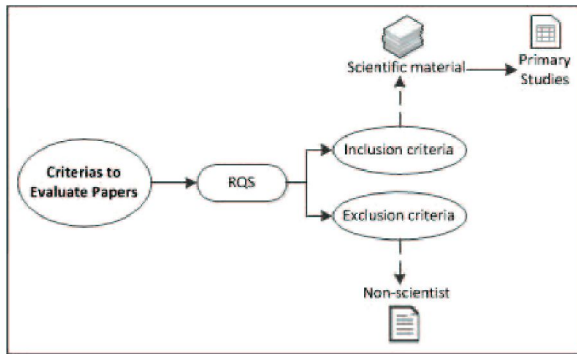 Scientific material
Primary
Studies
Criterias to
Evaluate Papers
RQS
Inclusion criteria
Exclusion criteria
Non-scientist